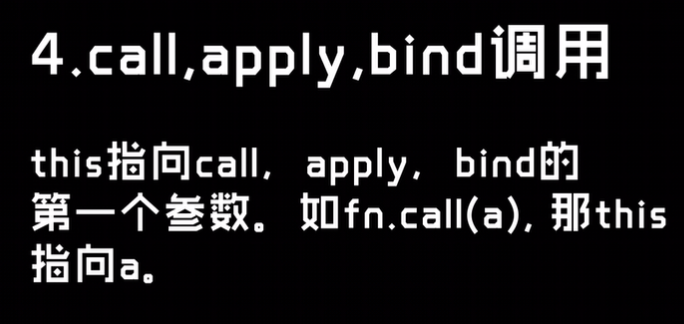 4.call,apply,bind调用
this指向call, apply, bind的
第一个参数。如fn.call(a), 那this
指向a。